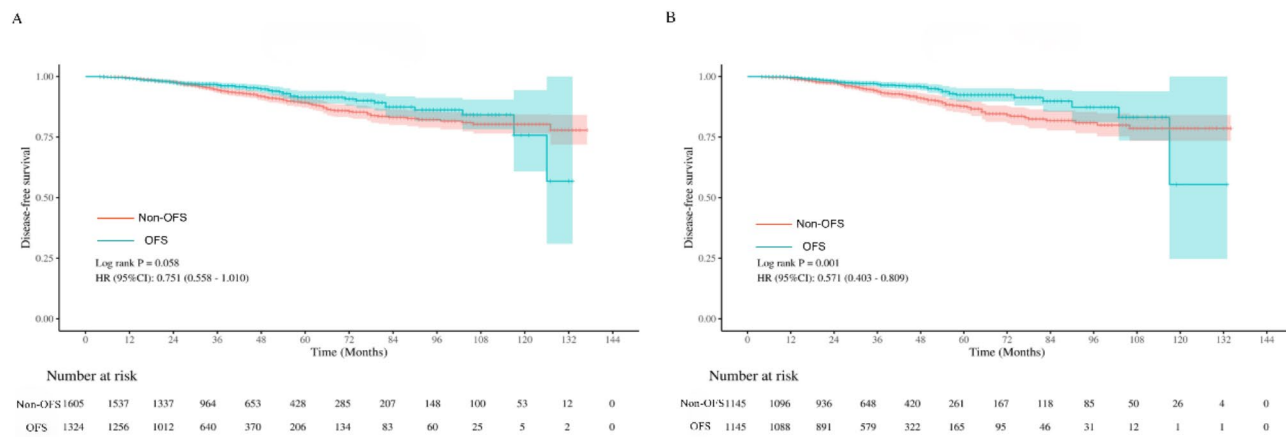 A
Disease-free survival
1.00
0.75
0.50
0.25
0.00
Non-OFS
OFS
Log rank P = 0.058
HR (95%CI): 0.751 (0.558 - 1.010)
0 12 24 36 48 60 72 84 96 108 120 132 144
Time (Months)
Number at risk
Non-OFS 1605 1537 1337 964 653 428 285 207 148 100 53 12 0
OFS 1324 1256 1012 640 370 206 134 83 60 25 5 2 0
B
Disease-free survival
1.00
0.75
0.50
0.25
0.00
Non-OFS
OFS
Log rank P = 0.001
HR (95%CI): 0.571 (0.403 - 0.809)
0 12 24 36 48 60 72 84 96 108 120 132 144
Time (Months)
Number at risk
Non-OFS 1145 1096 936 648 420 261 167 118 85 50 26 4 0
OFS 1145 1088 891 579 322 165 95 46 31 12 1 1 0